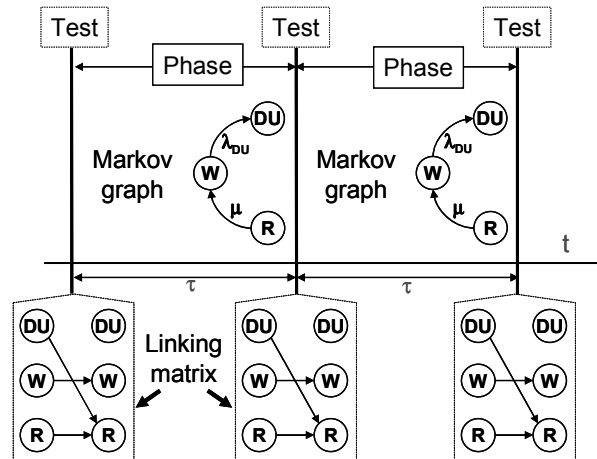 Test Test Test
Phase Phase
DU DU
λDU λDU
Markov graph W Markov graph W
μ μ
R R
t
τ τ
DU DU DU DU DU DU
Linking matrix
W W W W W W
R R R R R R